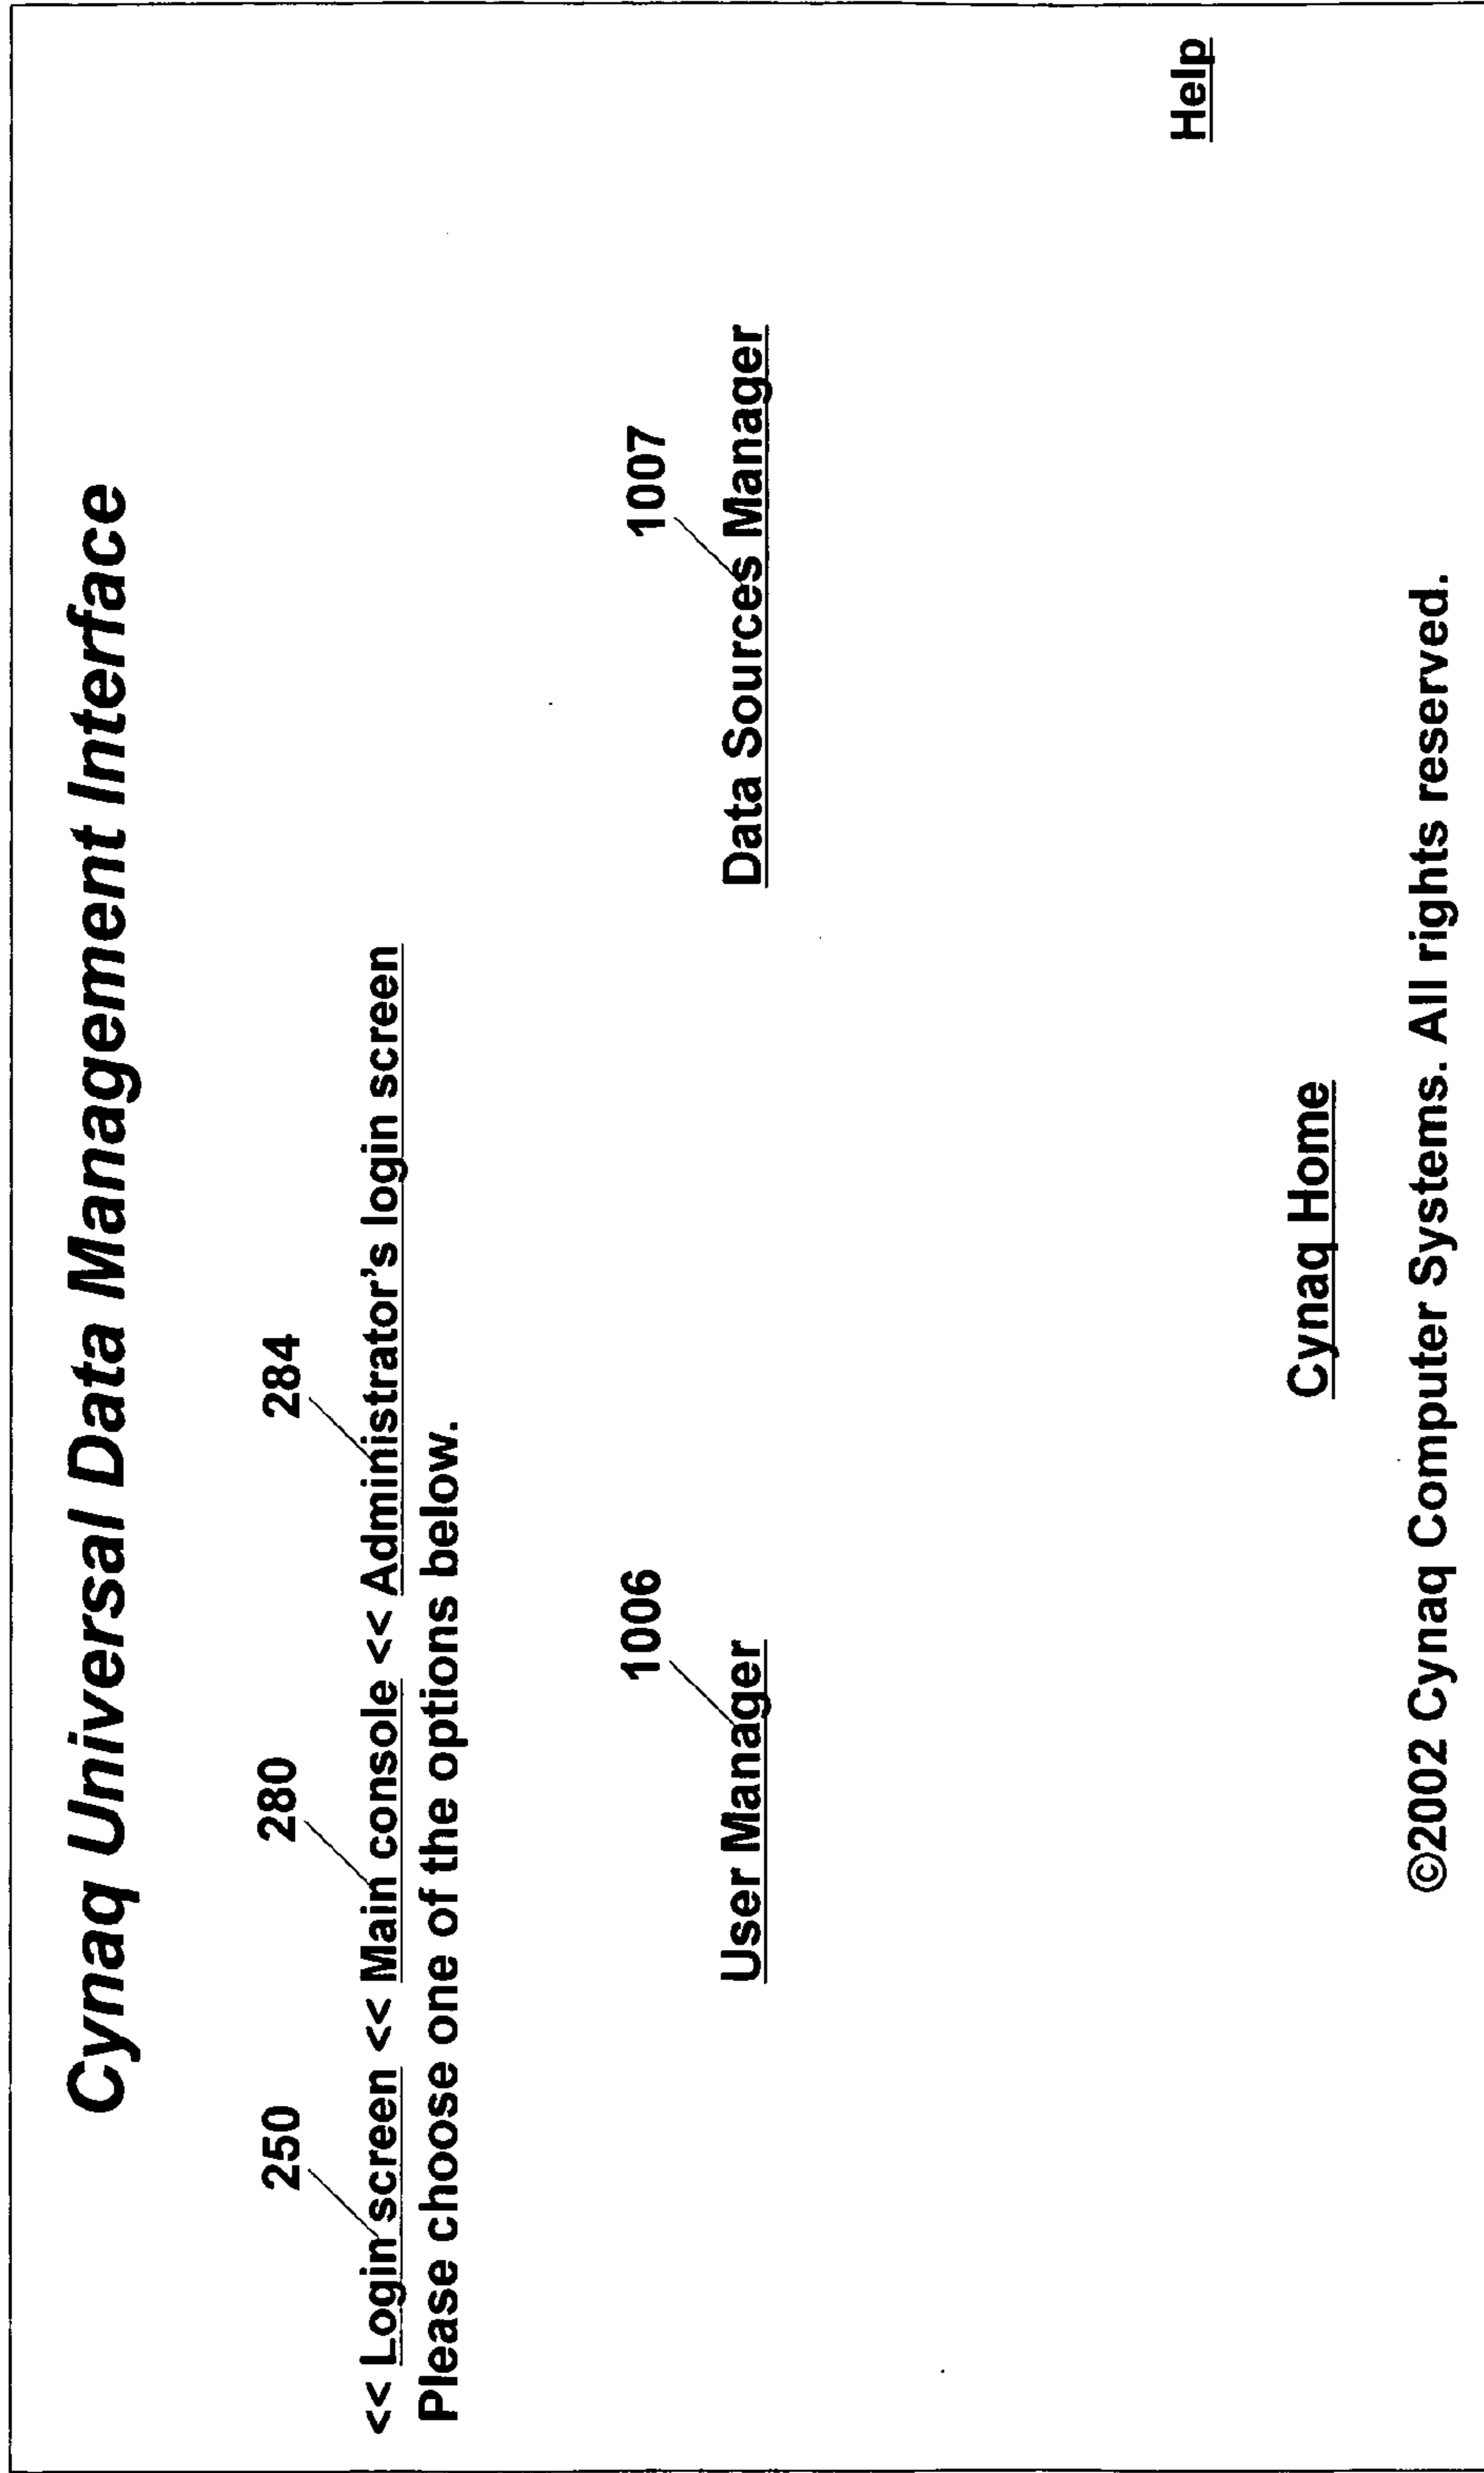 Cynaq Universal Data Management Interface
250 280 284
<< Login screen << Main console << Administrator's login screen
Please choose one of the options below.
1006 1007
User Manager Data Sources Manager
Help
Cynaq Home
©2002 Cynaq Computer Systems. All rights reserved.